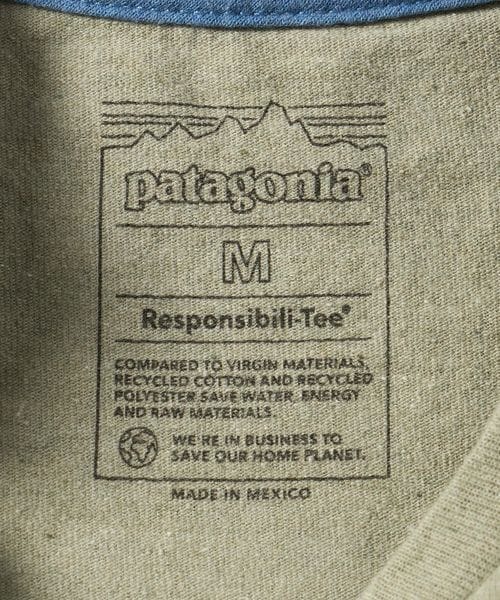 patagonia®
M
Responsibili-Tee®
COMPARED TO VIRGIN MATERIALS,
RECYCLED COTTON AND RECYCLED
POLYESTER SAVE WATER, ENERGY
AND RAW MATERIALS.
WE'RE IN BUSINESS TO
SAVE OUR HOME PLANET.
MADE IN MEXICO